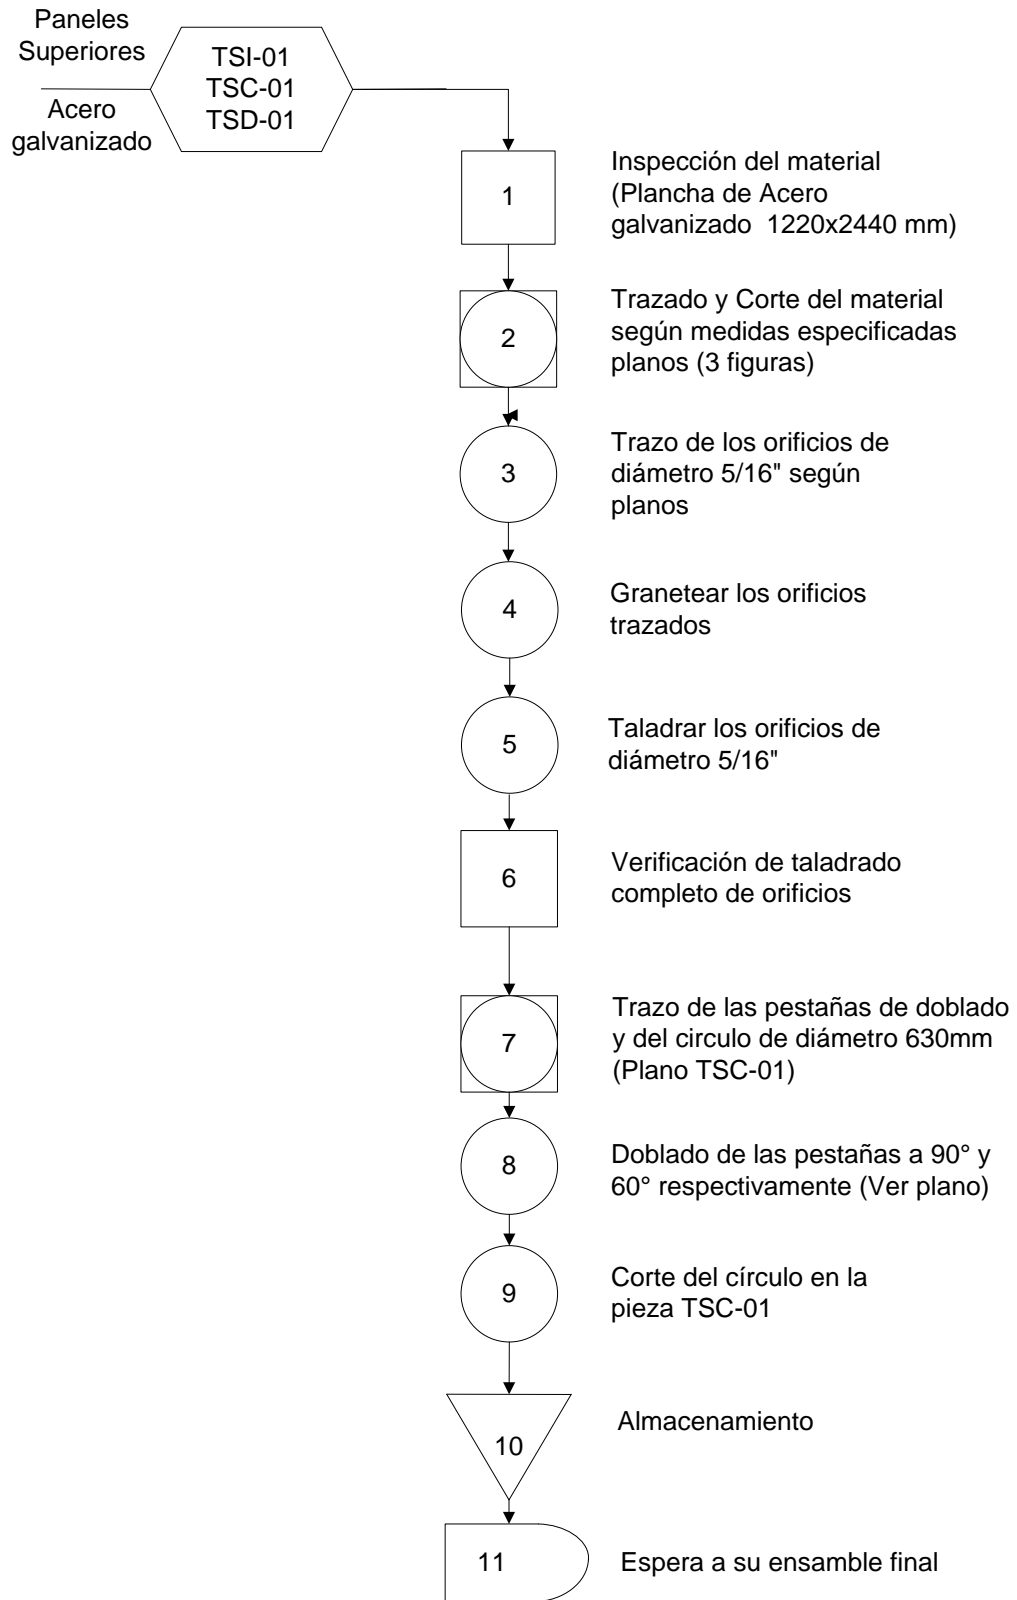 Paneles
Superiores
Acero
galvanizado
TSI-01
TSC-01
TSD-01
1
Inspección del material
(Plancha de Acero
galvanizado  1220x2440 mm)
2
Trazado y Corte del material
según medidas especificadas
planos (3 figuras)
3
Trazo de los orificios de
diámetro 5/16" según
planos
4
Granetear los orificios
trazados
5
Taladrar los orificios de
diámetro 5/16"
6
Verificación de taladrado
completo de orificios
7
Trazo de las pestañas de doblado
y del circulo de diámetro 630mm
(Plano TSC-01)
8
Doblado de las pestañas a 90° y
60° respectivamente (Ver plano)
9
Corte del círculo en la
pieza TSC-01
10
Almacenamiento
11
Espera a su ensamble final